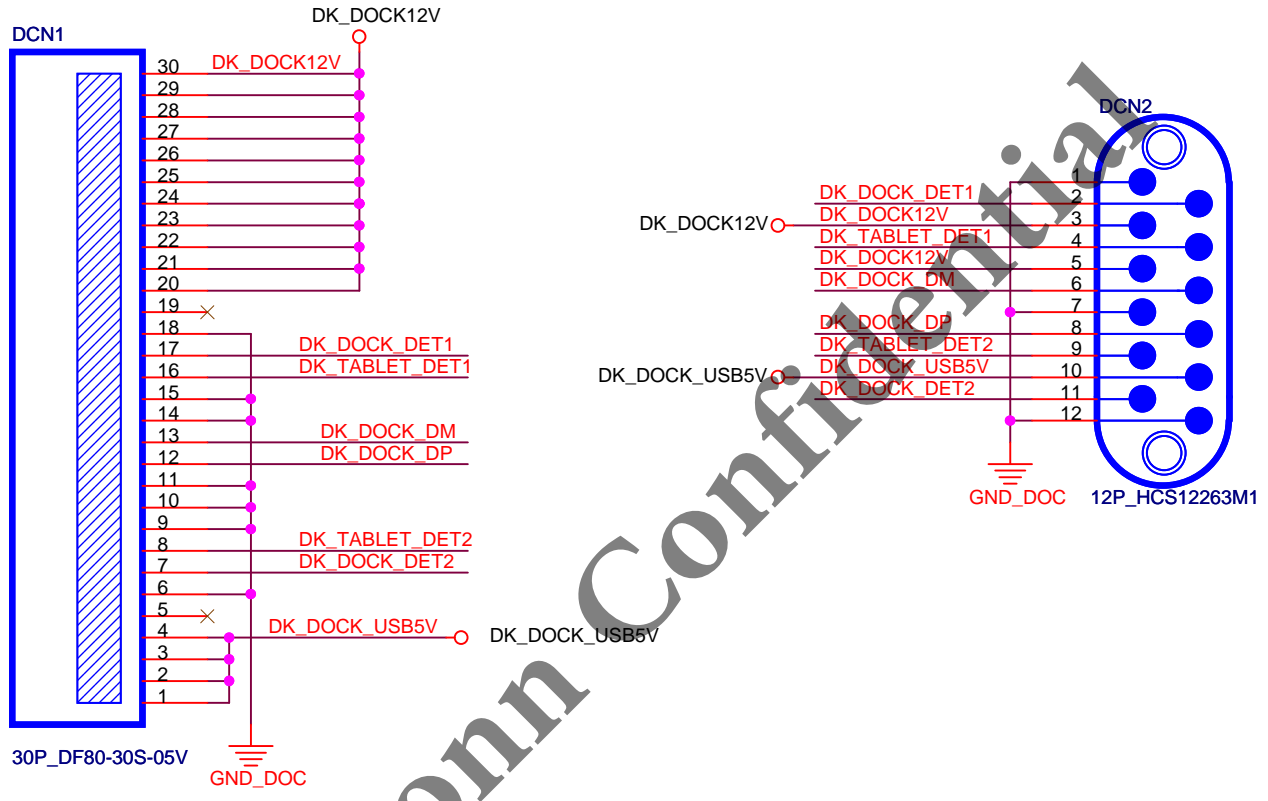 DCN1
DK_DOCK12V
30 DK_DOCK12V
29
28
27
26
25
24
23
22
21
20
19
18
17 DK_DOCK_DET1
16 DK_TABLET_DET1
15
14
13 DK_DOCK_DM
12 DK_DOCK_DP
11
10
9
8 DK_TABLET_DET2
7 DK_DOCK_DET2
6
5
4 DK_DOCK_USB5V DK_DOCK_USB5V
3
2
1
30P_DF80-30S-05V
GND_DOC
DCN2
1
DK_DOCK_DET1 2
DK_DOCK12V DK_DOCK12V 3
DK_TABLET_DET1 4
DK_DOCK12V 5
DK_DOCK_DM 6
7
DK_DOCK_DP 8
DK_TABLET_DET2 9
DK_DOCK_USB5V DK_DOCK_USB5V 10
DK_DOCK_DET2 11
12
GND_DOC
12P_HCS12263M1
onn Confidential